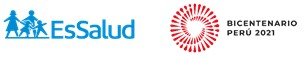 EsSalud
BICENTENARIO
PERÚ 2021